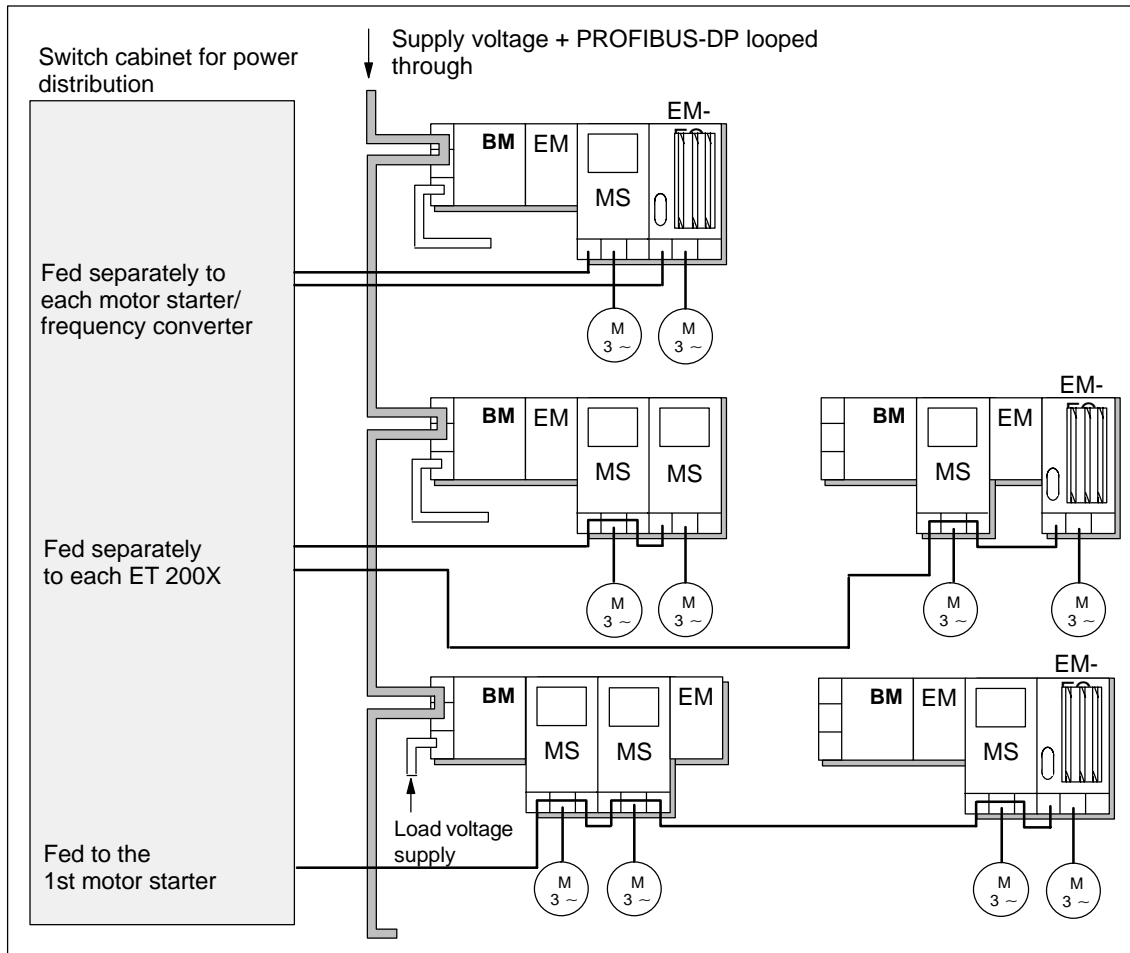 Switch cabinet for power
distribution
Supply voltage + PROFIBUS-DP looped
through
BM
EM
MS
EM-
M
3 ~
M
3 ~
Fed separately to
each motor starter/
frequency converter
BM
EM
MS
MS
M
3 ~
M
3 ~
BM
MS
EM
EM-
M
3 ~
M
3 ~
Fed separately
to each ET 200X
BM
MS
MS
EM
Load voltage
supply
M
3 ~
M
3 ~
BM
EM
MS
EM-
M
3 ~
M
3 ~
Fed to the
1st motor starter